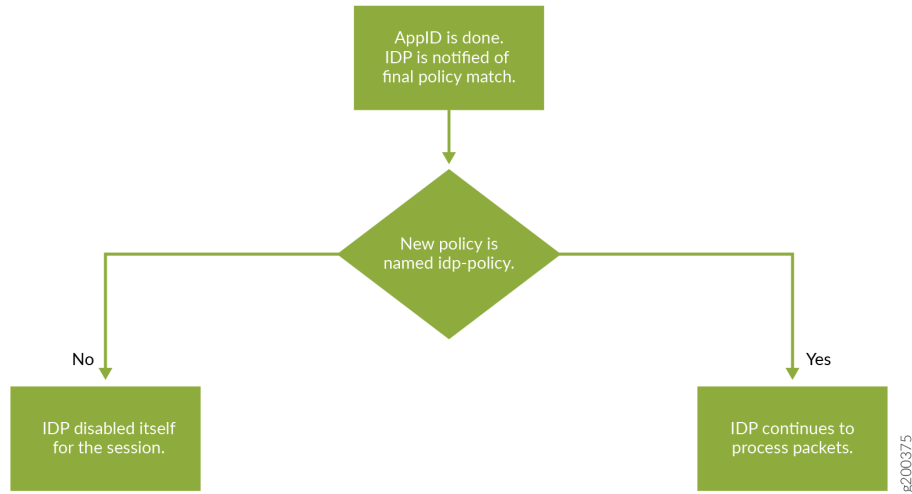 AppID is done.
IDP is notified of
final policy match.
New policy is
named idp-policy.
No
Yes
IDP disabled itself
for the session.
IDP continues to
process packets.
g200375